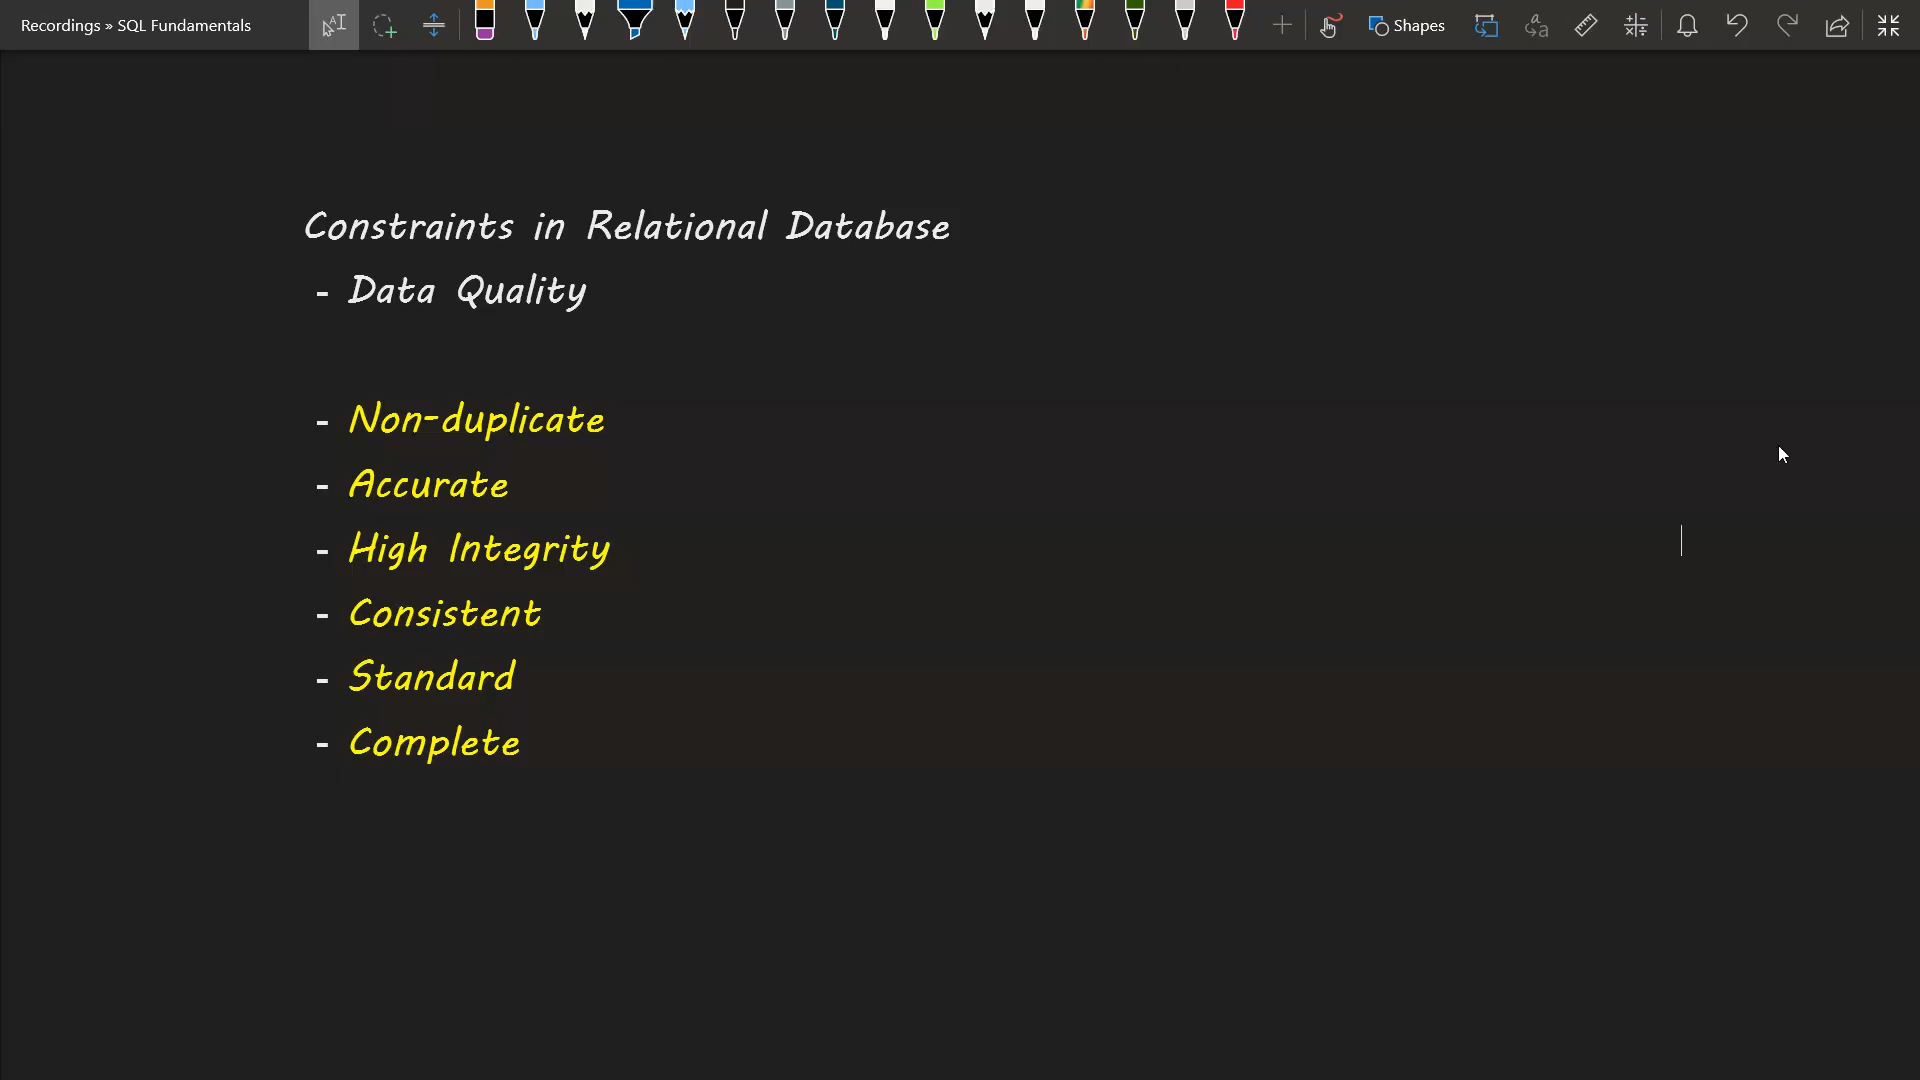 Recordings » SQL Fundamentals
Shapes
Constraints in Relational Database
- Data Quality
- Non-duplicate
- Accurate
- High Integrity
- Consistent
- Standard
- Complete